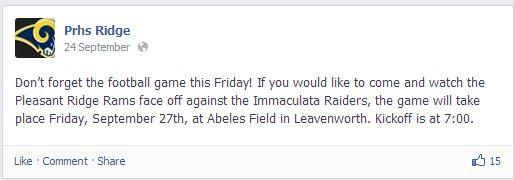 Prhs Ridge
24 September
Don't forget the football game this Friday! If you would like to come and watch the
Pleasant Ridge Rams face off against the Immaculata Raiders, the game will take
place Friday, September 27th, at Abeles Field in Leavenworth. Kickoff is at 7:00.
Like · Comment · Share 15